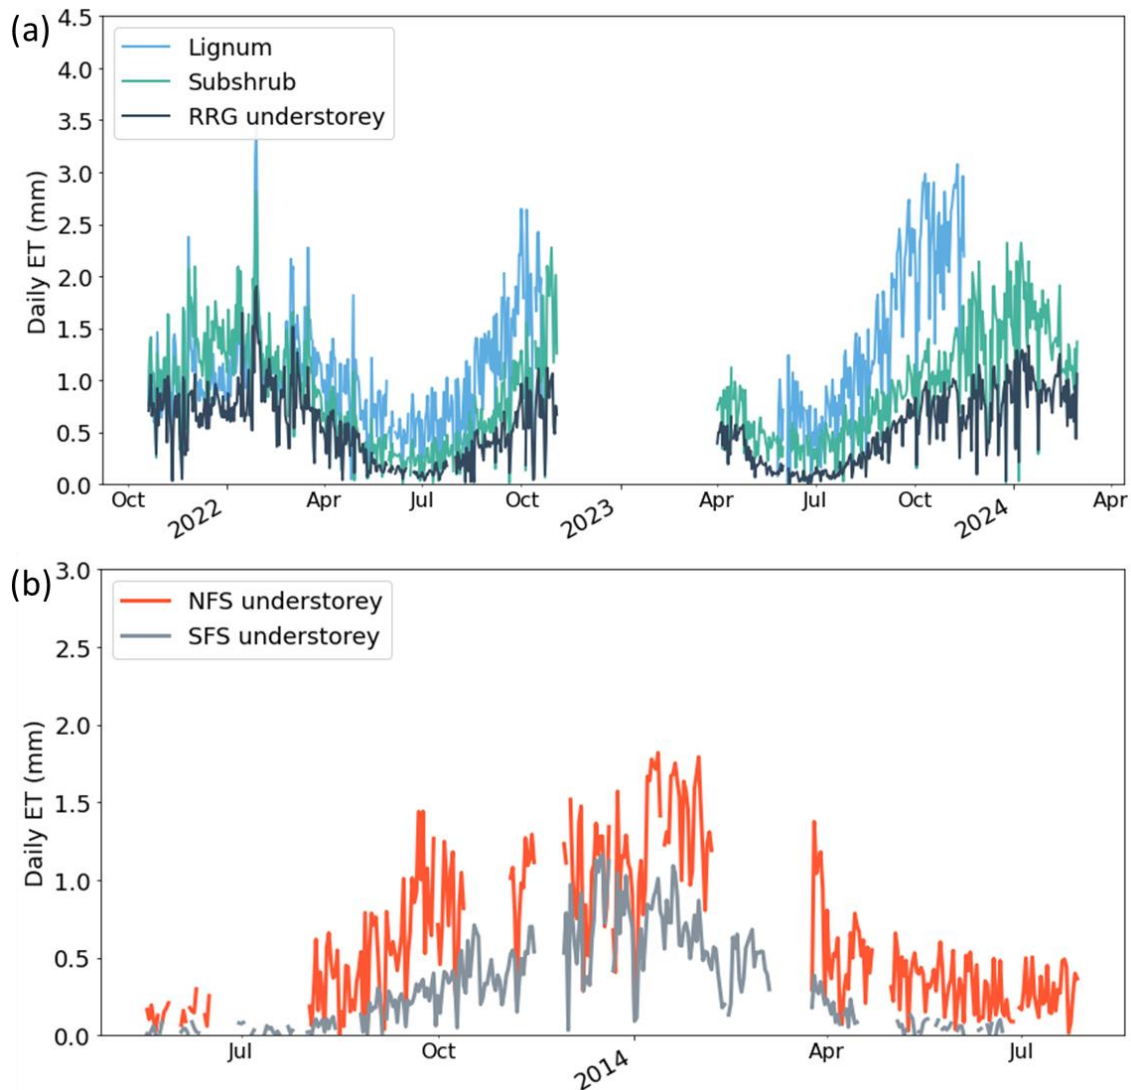 (a)
4.5
4.0
3.5
3.0
2.5
2.0
1.5
1.0
0.5
0.0
Daily ET (mm)
Lignum
Subshrub
RRG understorey
Oct
2022
Apr
Jul
Oct
2023
Apr
Jul
Oct
2024
Apr
(b)
3.0
2.5
2.0
1.5
1.0
0.5
0.0
Daily ET (mm)
NFS understorey
SFS understorey
Jul
Oct
2014
Apr
Jul